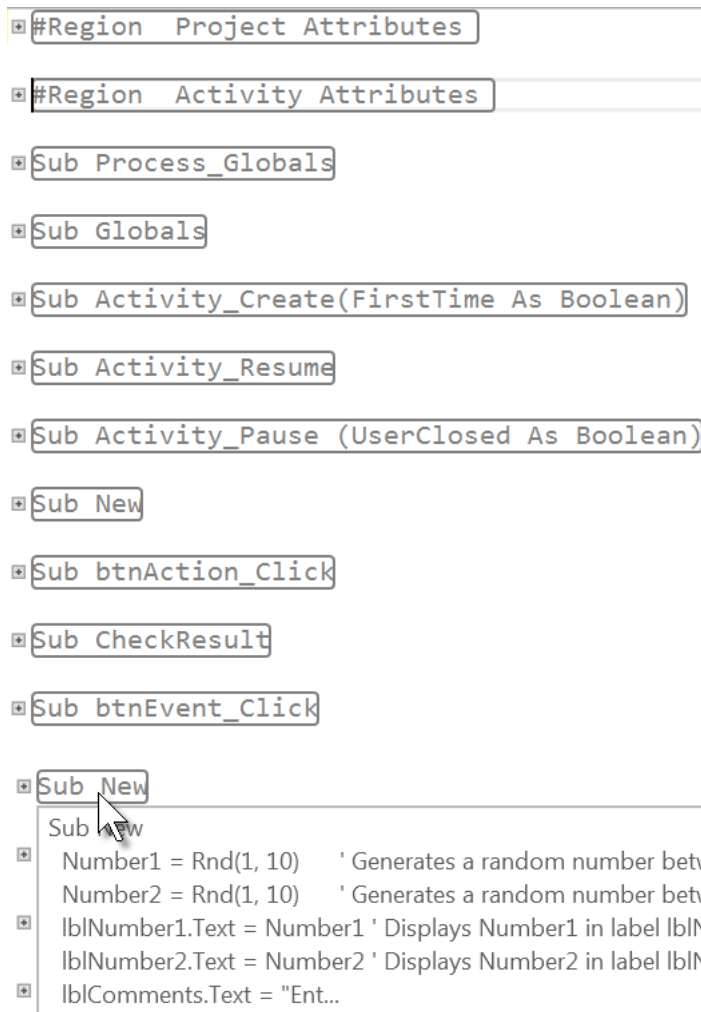 #Region  Project Attributes
#Region  Activity Attributes
Sub Process_Globals
Sub Globals
Sub Activity_Create(FirstTime As Boolean)
Sub Activity_Resume
Sub Activity_Pause (UserClosed As Boolean)
Sub New
Sub btnAction_Click
Sub CheckResult
Sub btnEvent_Click
Sub New
Sub New
Number1 = Rnd(1, 10)     ' Generates a random number betw
Number2 = Rnd(1, 10)     ' Generates a random number betw
lblNumber1.Text = Number1 ' Displays Number1 in label lblN
lblNumber2.Text = Number2 ' Displays Number2 in label lblN
lblComments.Text = "Ent...